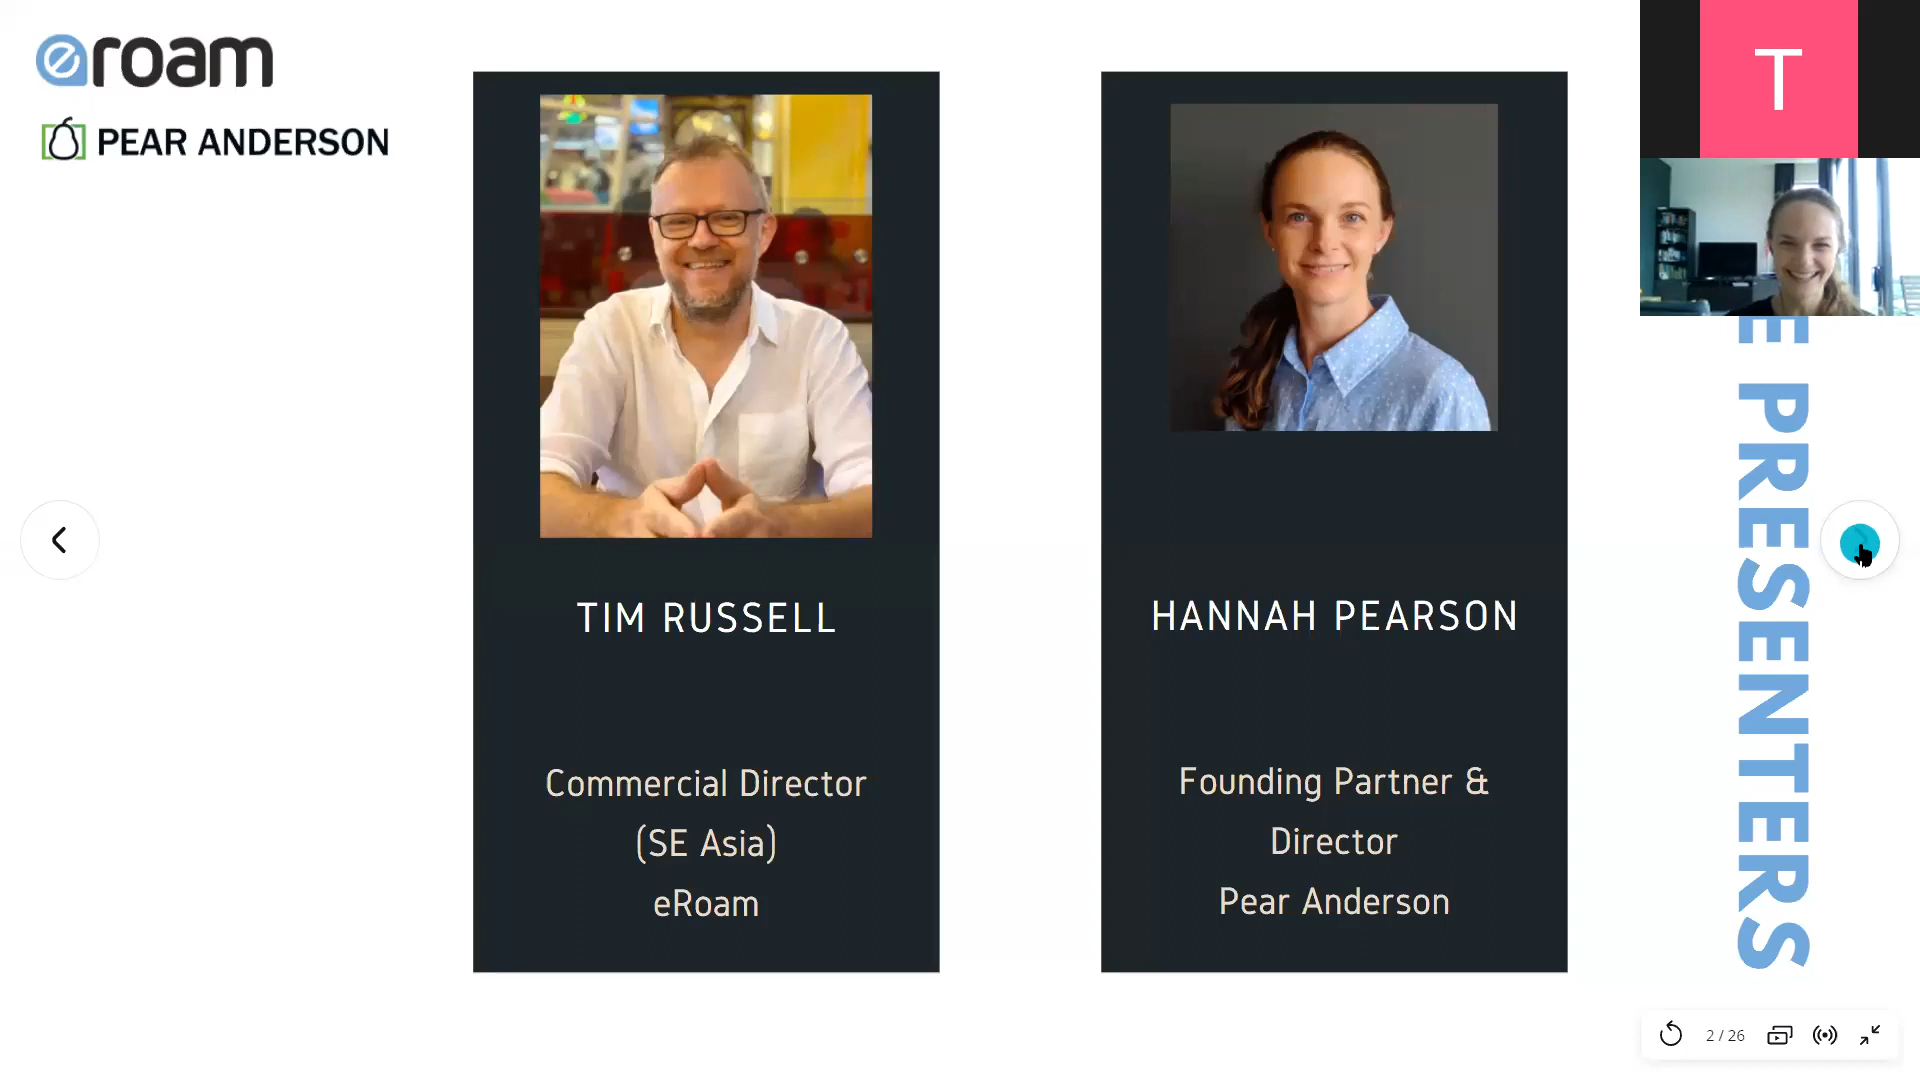 eroam
PEAR ANDERSON
TIM RUSSELL
Commercial Director
(SE Asia)
eRoam
HANNAH PEARSON
Founding Partner &
Director
Pear Anderson
T
E PRESENTERS
2 / 26